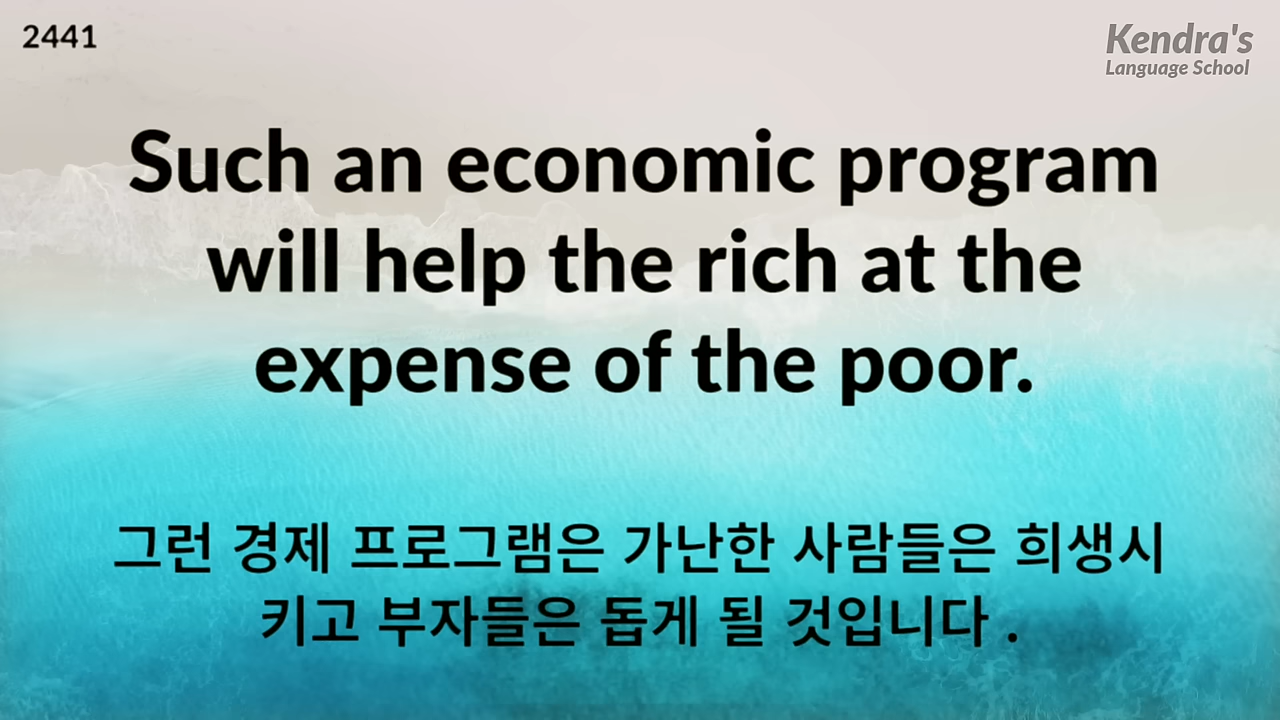 2441
Kendra's
Language School
Such an economic program
will help the rich at the
expense of the poor.
그런 경제 프로그램은 가난한 사람들은 희생시
키고 부자들은 돕게 될 것입니다 .